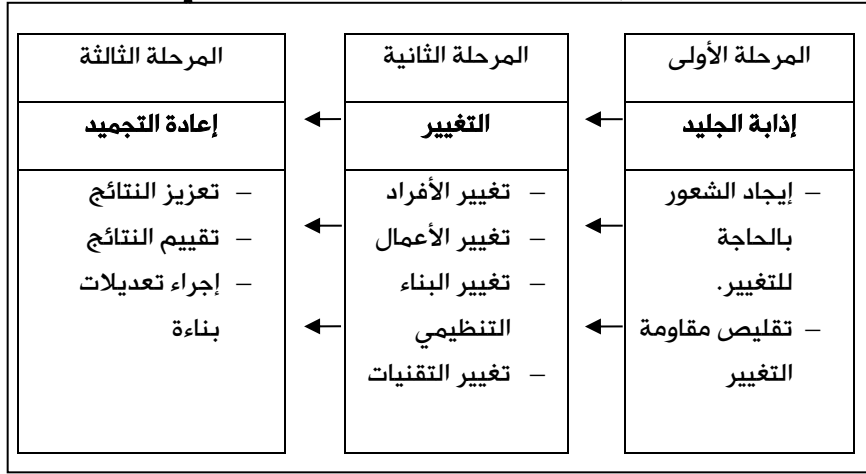 المرحلة الأولى
إذابة الجليد
– إيجاد الشعور
بالحاجة
للتغيير.
– تقليص مقاومة
التغيير
المرحلة الثانية
التغيير
– تغيير الأفراد
– تغيير الأعمال
– تغيير البناء
التنظيمي
– تغيير التقنيات
المرحلة الثالثة
إعادة التجميد
– تعزيز النتائج
– تقييم النتائج
– إجراء تعديلات
بناءة